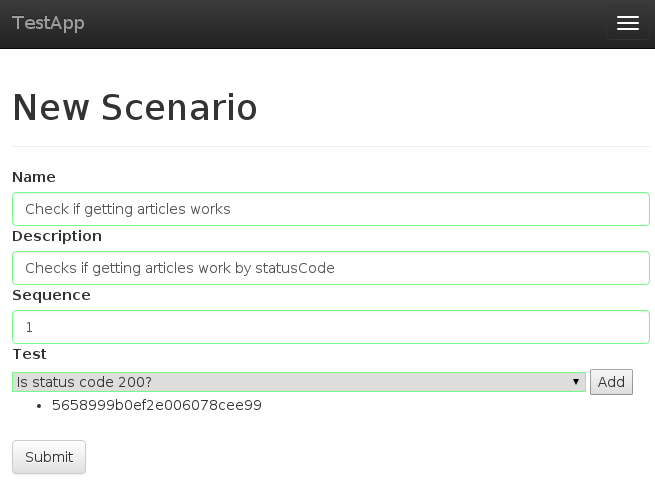 TestApp
New Scenario
Name
Check if getting articles works
Description
Checks if getting articles work by statusCode
Sequence
1
Test
Is status code 200? Add
5658999b0ef2e006078cee99
Submit